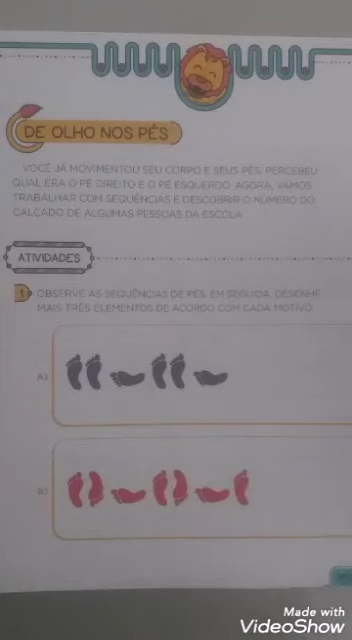 DE OLHO NOS PÉS
VOCÊ JÁ MOVIMENTOU SEU CORPO E SEUS PÉS, PERCEBEU
QUAL ERA O PÉ DIREITO E O PÉ ESQUERDO. AGORA, VAMOS
TRABALHAR COM SEQUÊNCIAS E DESCOBRIR O NÚMERO DO
CALÇADO DE ALGUMAS PESSOAS DA ESCOLA.
ATIVIDADES
1 OBSERVE AS SEQUÊNCIAS DE PÉS. EM SEGUIDA, DESENHE
MAIS TRÊS ELEMENTOS DE ACORDO COM CADA MOTIVO.
A)
B)
Made with
VideoShow